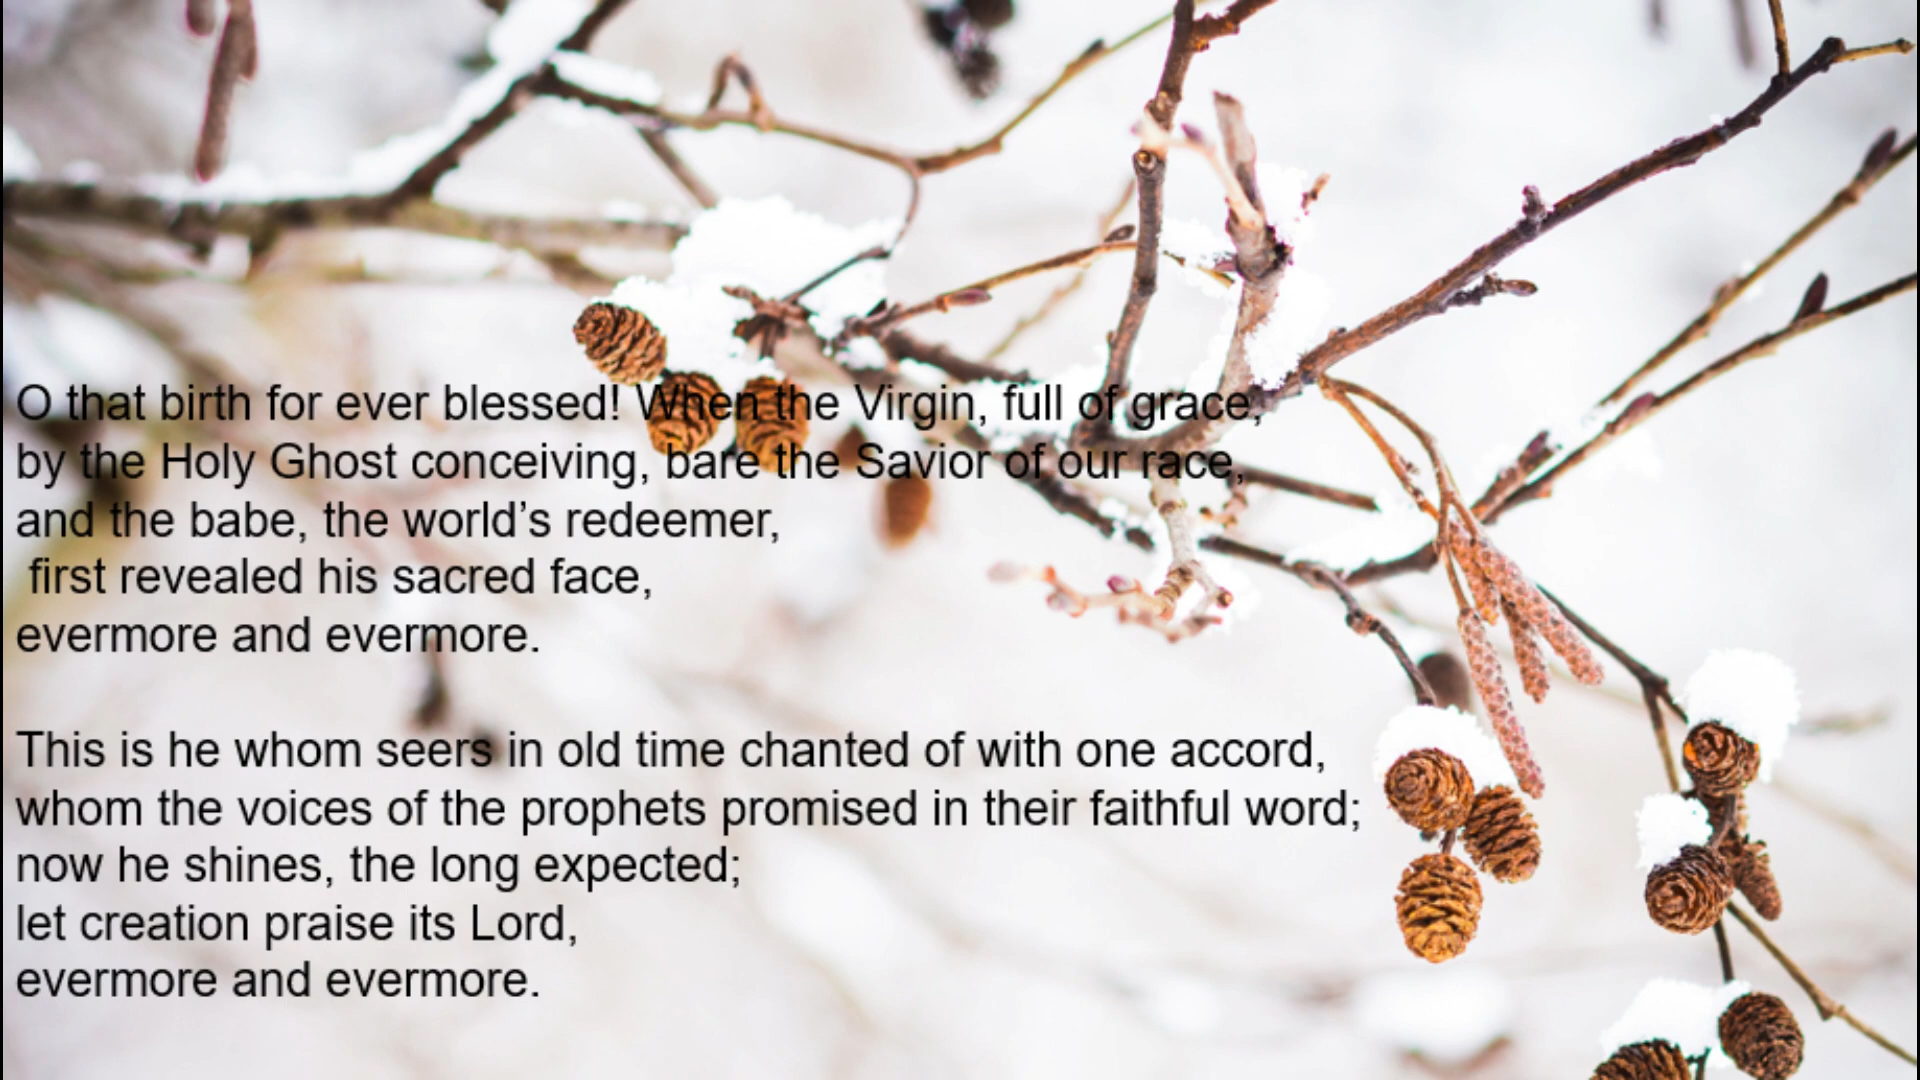 O that birth for ever blessed! When the Virgin, full of grace,
by the Holy Ghost conceiving, bare the Savior of our race,
and the babe, the world’s redeemer,
first revealed his sacred face,
evermore and evermore.
This is he whom seers in old time chanted of with one accord,
whom the voices of the prophets promised in their faithful word;
now he shines, the long expected;
let creation praise its Lord,
evermore and evermore.